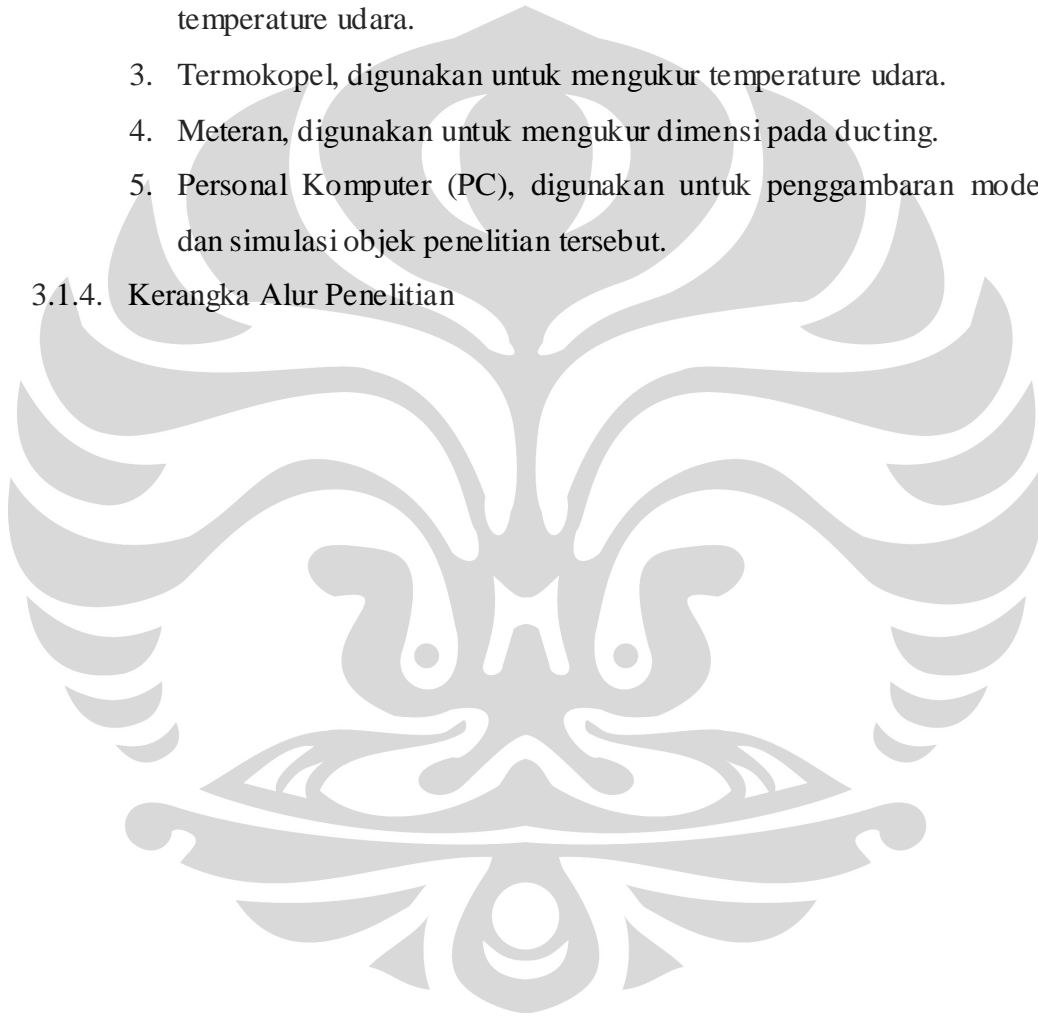 temperature udara.
3. Termokopel, digunakan untuk mengukur temperature udara.
4. Meteran, digunakan untuk mengukur dimensi pada ducting.
5. Personal Komputer (PC), digunakan untuk penggambaran mode
dan simulasi objek penelitian tersebut.
3.1.4. Kerangka Alur Penelitian